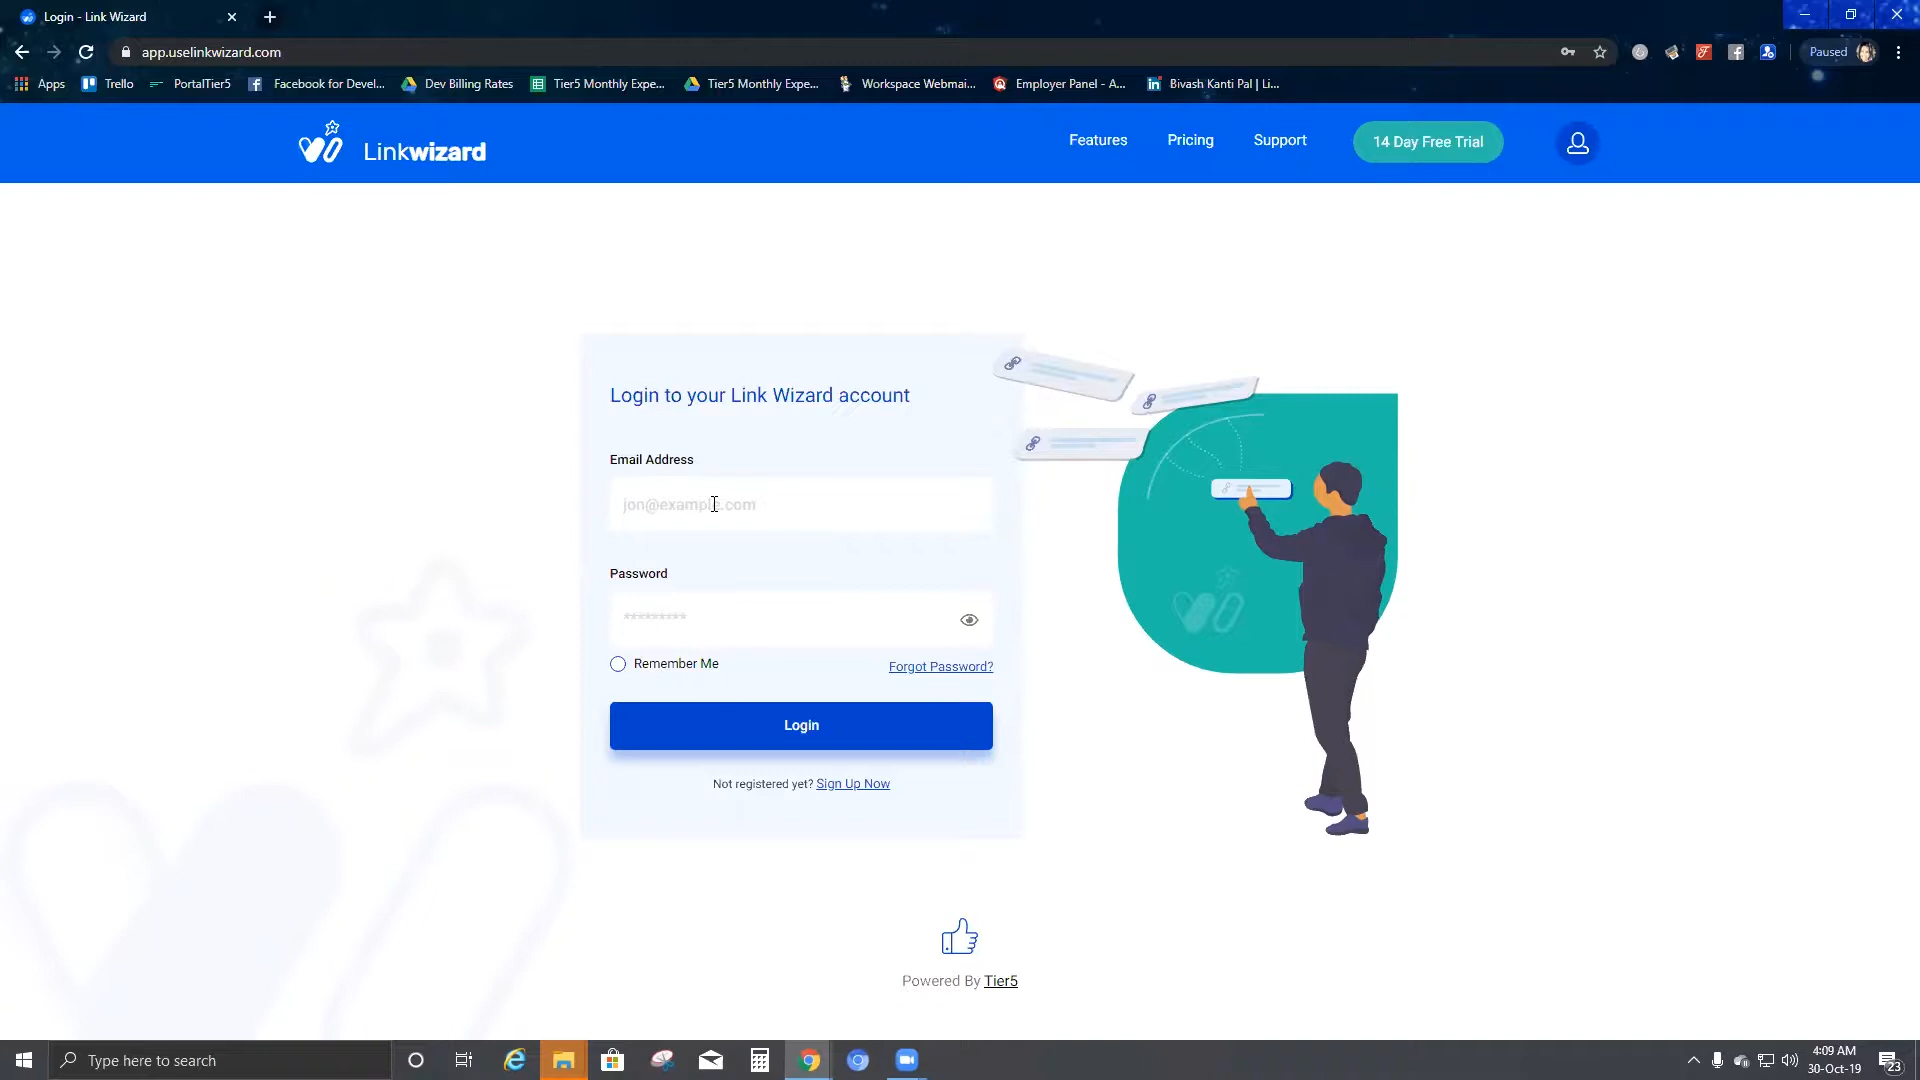 Login - Link Wizard
app.uselinkwizard.com
Paused
Apps
Trello
PortalTier5
Facebook for Devel...
Dev Billing Rates
Tier5 Monthly Expe...
Tier5 Monthly Expe...
Workspace Webmai...
Employer Panel - A...
Bivash Kanti Pal | Li...
Linkwizard
Features
Pricing
Support
14 Day Free Trial
Login to your Link Wizard account
Email Address
jon@example.com
Password
*********
Remember Me
Forgot Password?
Login
Not registered yet? Sign Up Now
Powered By Tier5
Type here to search
4:09 AM
30-Oct-19
23